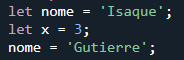 let nome = 'Isaque';
let x = 3;
nome = 'Gutierre';